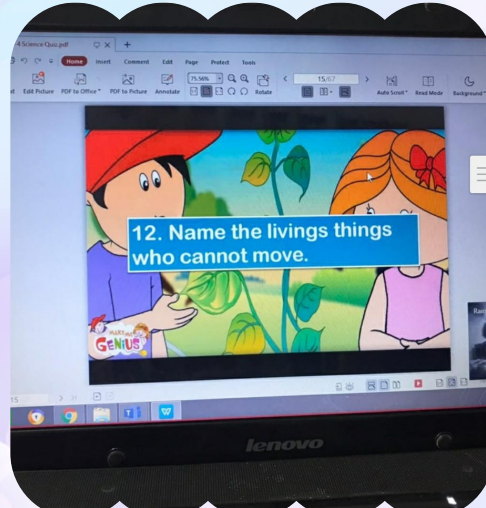 4 Science Quiz.pdf
Home Insert Comment Edit Page Protect Tools
75.56%
15/67
Edit Picture PDF to Office PDF to Picture Annotate Rotate Auto Scroll Read Mode Background
12. Name the livings things
who cannot move.
MAKE ME
GENIUS
lenovo